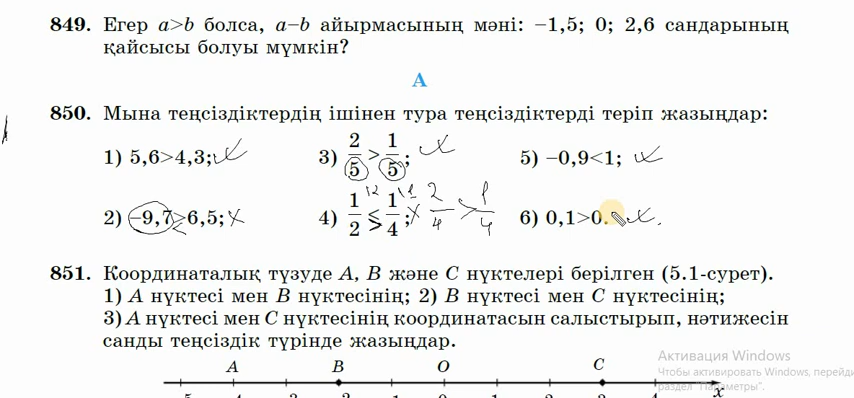 849. Егер a>b болса, a−b айырмасының мәні: −1,5; 0; 2,6 сандарының
қайсысы болуы мүмкін?
А
850. Мына теңсіздіктердің ішінен тура теңсіздіктерді теріп жазыңдар:
1) 5,6>4,3; 3) 2/5 > 1/5; 5) −0,9<1;
2) −9,7≥6,5; 4) 1/2 ≤ 1/4; 2/4 > 1/4 6) 0,1>0.
851. Координаталық түзуде A, B және C нүктелері берілген (5.1-сурет).
1) A нүктесі мен B нүктесінің; 2) B нүктесі мен C нүктесінің;
3) A нүктесі мен C нүктесінің координатасын салыстырып, нәтижесін
санды теңсіздік түрінде жазыңдар.
A B O C
x
Активация Windows
Чтобы активировать Windows, перейди
раздел "Параметры".